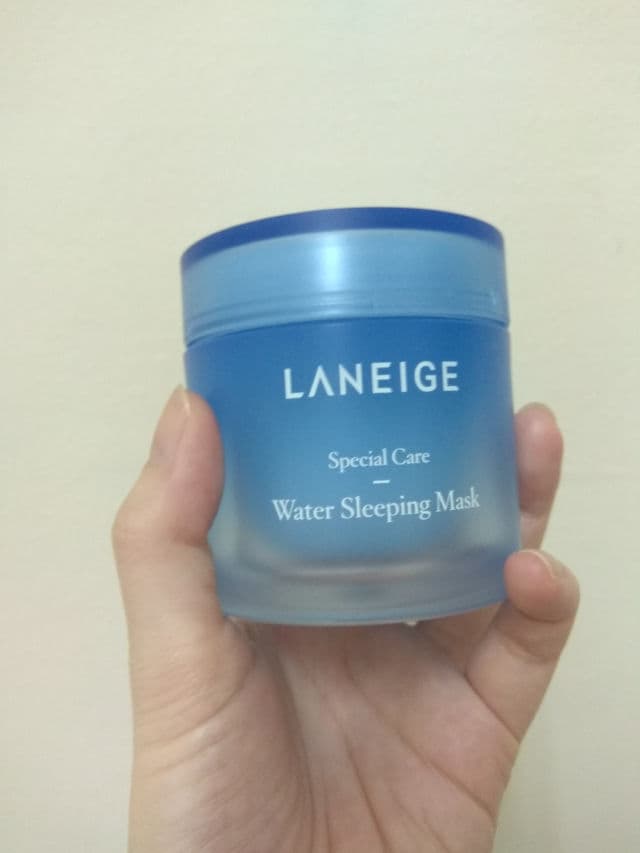 LANEIGE
Special Care
Water Sleeping Mask